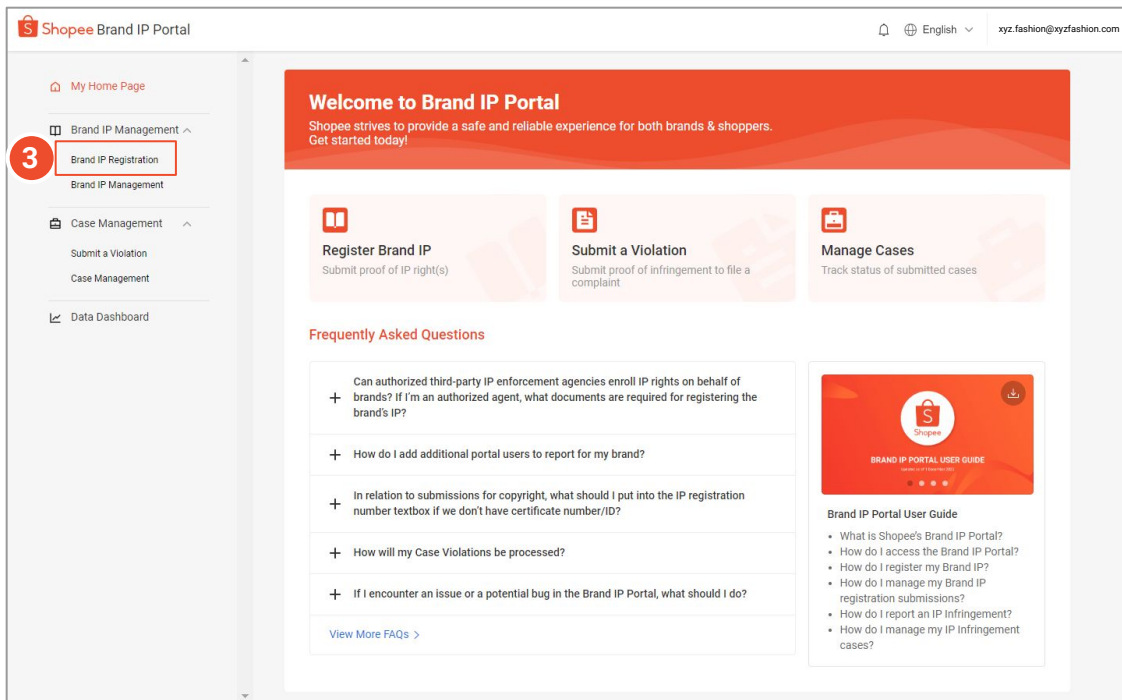 Shopee Brand IP Portal
English
xyz.fashion@xyzfashion.com
My Home Page
Brand IP Management
3
Brand IP Registration
Brand IP Management
Case Management
Submit a Violation
Case Management
Data Dashboard
Welcome to Brand IP Portal
Shopee strives to provide a safe and reliable experience for both brands & shoppers.
Get started today!
Register Brand IP
Submit proof of IP right(s)
Submit a Violation
Submit proof of infringement to file a
complaint
Manage Cases
Track status of submitted cases
Frequently Asked Questions
Can authorized third-party IP enforcement agencies enroll IP rights on behalf of
brands? If I'm an authorized agent, what documents are required for registering the
brand's IP?
How do I add additional portal users to report for my brand?
In relation to submissions for copyright, what should I put into the IP registration
number textbox if we don't have certificate number/ID?
How will my Case Violations be processed?
If I encounter an issue or a potential bug in the Brand IP Portal, what should I do?
View More FAQs >
Shopee
BRAND IP PORTAL USER GUIDE
Brand IP Portal User Guide
• What is Shopee's Brand IP Portal?
• How do I access the Brand IP Portal?
• How do I register my Brand IP?
• How do I manage my Brand IP
registration submissions?
• How do I report an IP Infringement?
• How do I manage my IP Infringement
cases?